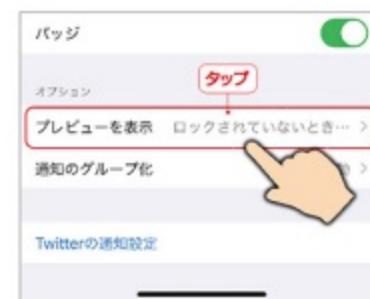 バッジ
タップ
オプション
プレビューを表示 ロックされていないとき… >
通知のグループ化 >
Twitterの通知設定